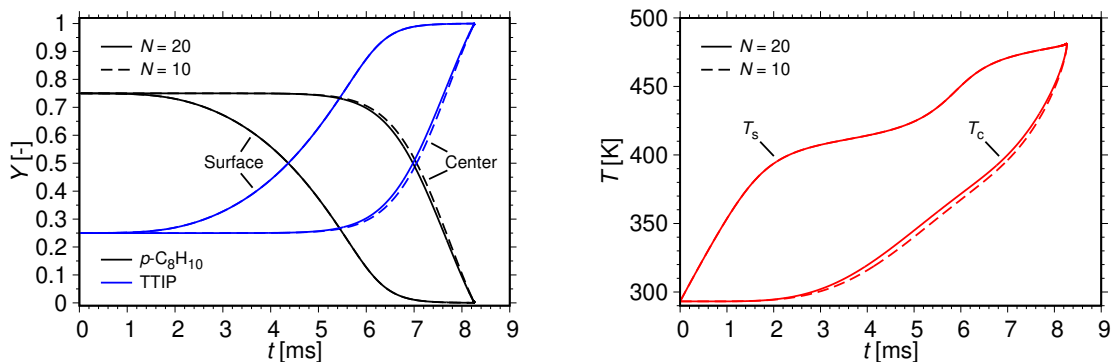 1
0.9
0.8
0.7
0.6
0.5
0.4
0.3
0.2
0.1
0
Y [-]
N = 20
N = 10
Surface
Center
p-C₈H₁₀
TTIP
0 1 2 3 4 5 6 7 8 9
t [ms]
500
450
400
350
300
T [K]
N = 20
N = 10
Tₛ
T_c
0 1 2 3 4 5 6 7 8 9
t [ms]